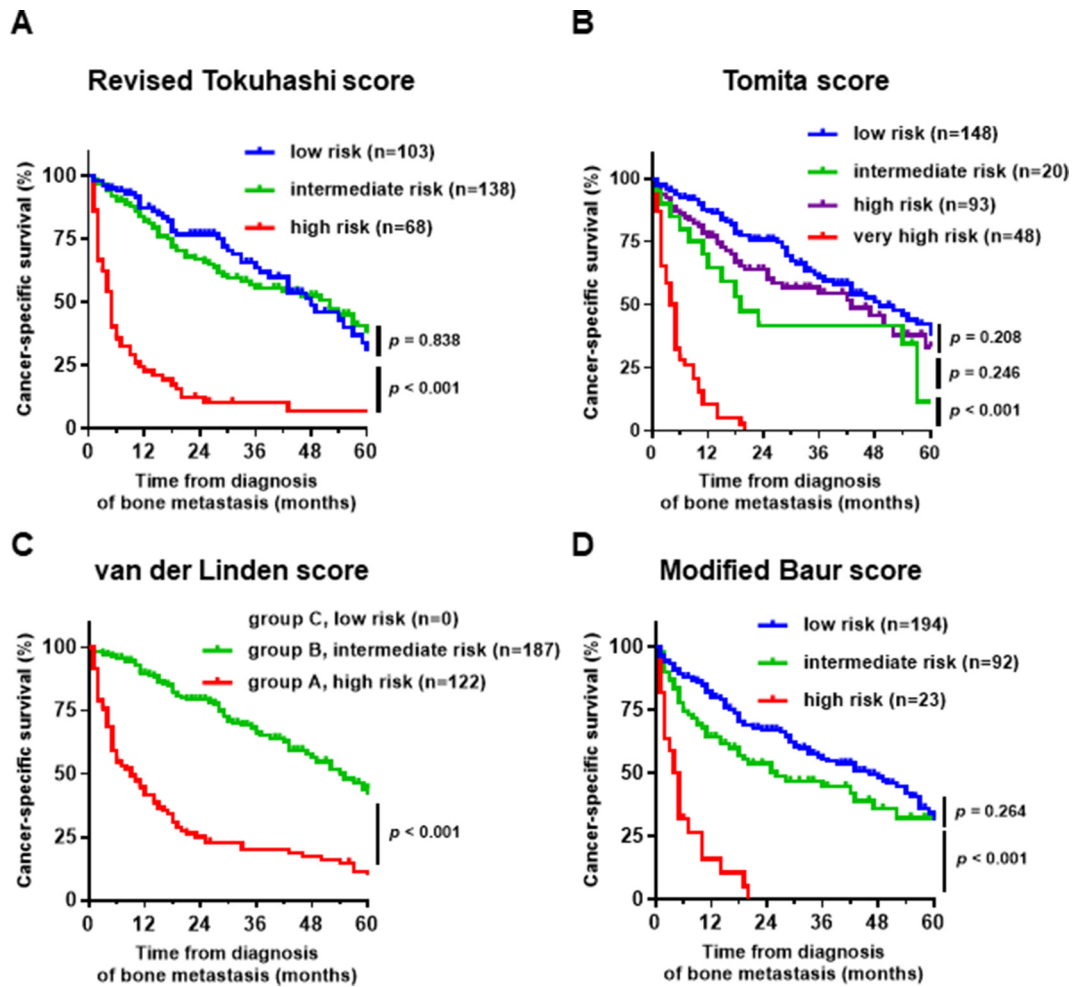 A
Revised Tokuhashi score
low risk (n=103)
intermediate risk (n=138)
high risk (n=68)
Cancer-specific survival (%)
100
75
50
25
0
0 12 24 36 48 60
Time from diagnosis
of bone metastasis (months)
p = 0.838
p < 0.001
B
Tomita score
low risk (n=148)
intermediate risk (n=20)
high risk (n=93)
very high risk (n=48)
Cancer-specific survival (%)
100
75
50
25
0
0 12 24 36 48 60
Time from diagnosis
of bone metastasis (months)
p = 0.208
p = 0.246
p < 0.001
C
van der Linden score
group C, low risk (n=0)
group B, intermediate risk (n=187)
group A, high risk (n=122)
Cancer-specific survival (%)
100
75
50
25
0
0 12 24 36 48 60
Time from diagnosis
of bone metastasis (months)
p < 0.001
D
Modified Baur score
low risk (n=194)
intermediate risk (n=92)
high risk (n=23)
Cancer-specific survival (%)
100
75
50
25
0
0 12 24 36 48 60
Time from diagnosis
of bone metastasis (months)
p = 0.264
p < 0.001